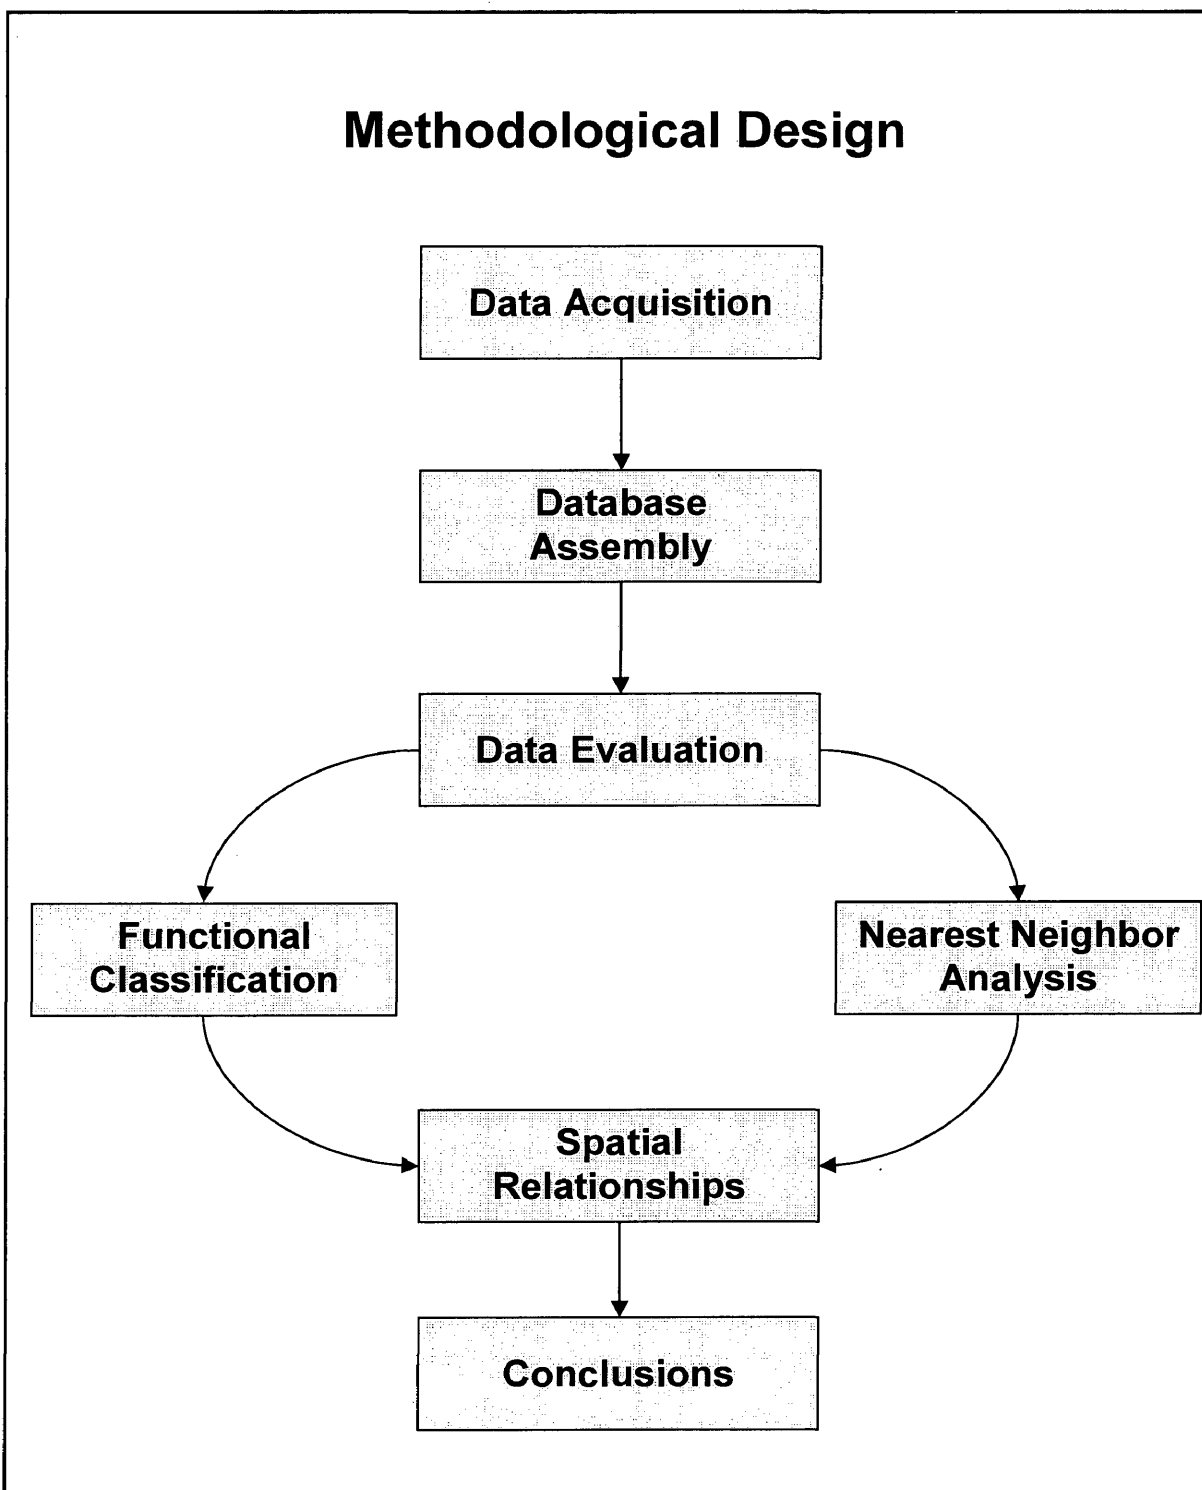 Methodological Design
Data Acquisition
Database
Assembly
Data Evaluation
Functional
Classification
Nearest Neighbor
Analysis
Spatial
Relationships
Conclusions